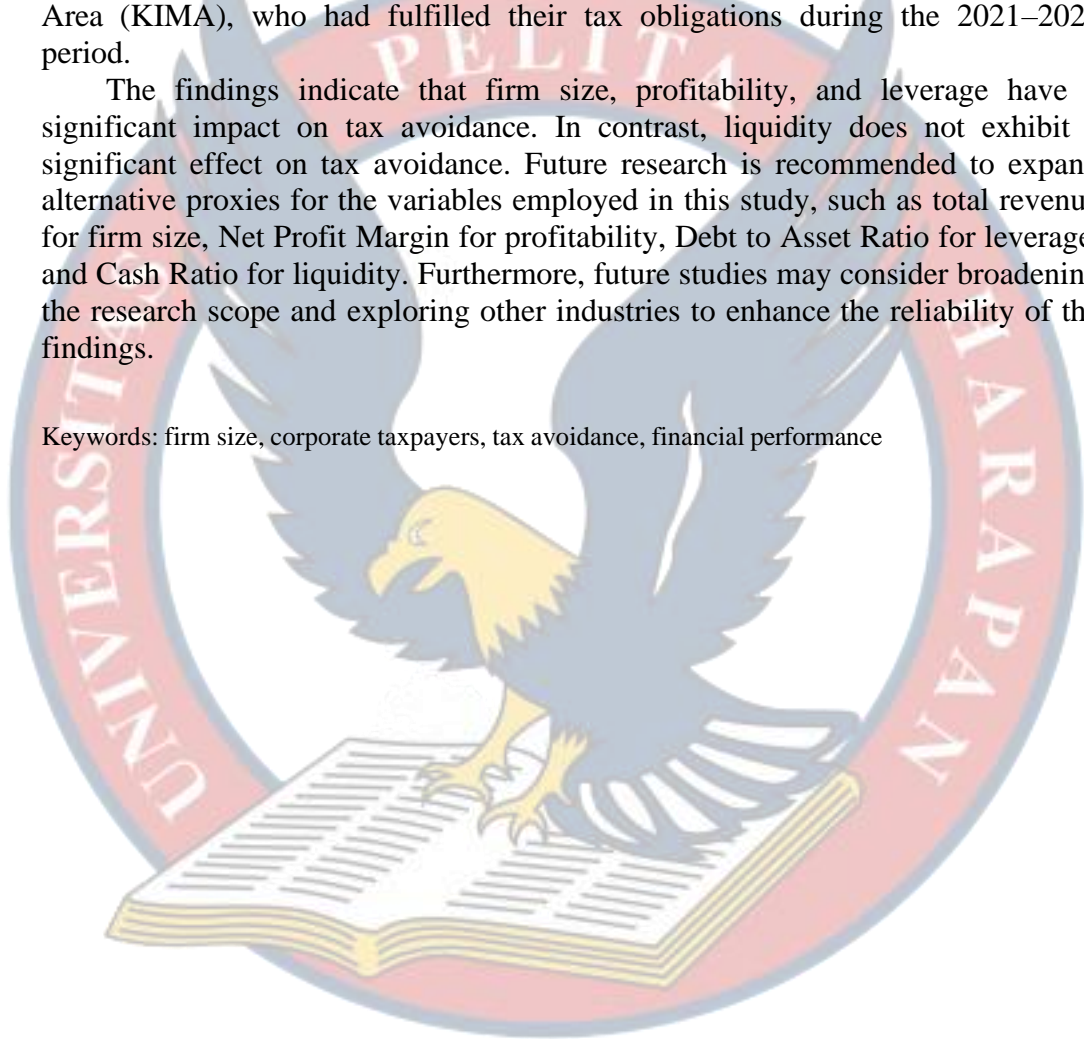 Area (KIMA), who had fulfilled their tax obligations during the 2021–202
period.
The findings indicate that firm size, profitability, and leverage have
significant impact on tax avoidance. In contrast, liquidity does not exhibit
significant effect on tax avoidance. Future research is recommended to expan
alternative proxies for the variables employed in this study, such as total revenu
for firm size, Net Profit Margin for profitability, Debt to Asset Ratio for leverage
and Cash Ratio for liquidity. Furthermore, future studies may consider broadenin
the research scope and exploring other industries to enhance the reliability of th
findings.
Keywords: firm size, corporate taxpayers, tax avoidance, financial performance
UNIVERSITAS PELITA HARAPAN